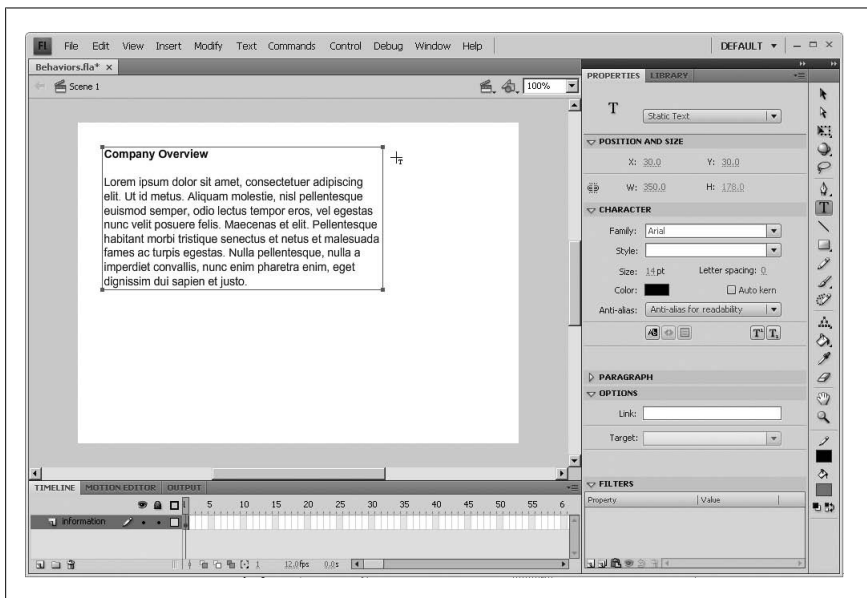 FL File Edit View Insert Modify Text Commands Control Debug Window Help DEFAULT
Behaviors.fla* ×
Scene 1 100%
Company Overview
Lorem ipsum dolor sit amet, consectetuer adipiscing
elit. Ut id metus. Aliquam molestie, nisl pellentesque
euismod semper, odio lectus tempor eros, vel egestas
nunc velit posuere felis. Maecenas et elit. Pellentesque
habitant morbi tristique senectus et netus et malesuada
fames ac turpis egestas. Nulla pellentesque, nulla a
imperdiet convallis, nunc enim pharetra enim, eget
dignissim dui sapien et justo.
PROPERTIES LIBRARY
T Static Text
POSITION AND SIZE
X: 30.0 Y: 30.0
W: 350.0 H: 178.0
CHARACTER
Family: Arial
Style:
Size: 14 pt Letter spacing: 0
Color: Auto kern
Anti-alias: Anti-alias for readability
PARAGRAPH
OPTIONS
Link:
Target:
FILTERS
Property Value
TIMELINE MOTION EDITOR OUTPUT
1 5 10 15 20 25 30 35 40 45 50 55 6
information
1 12.0fps 0.0s